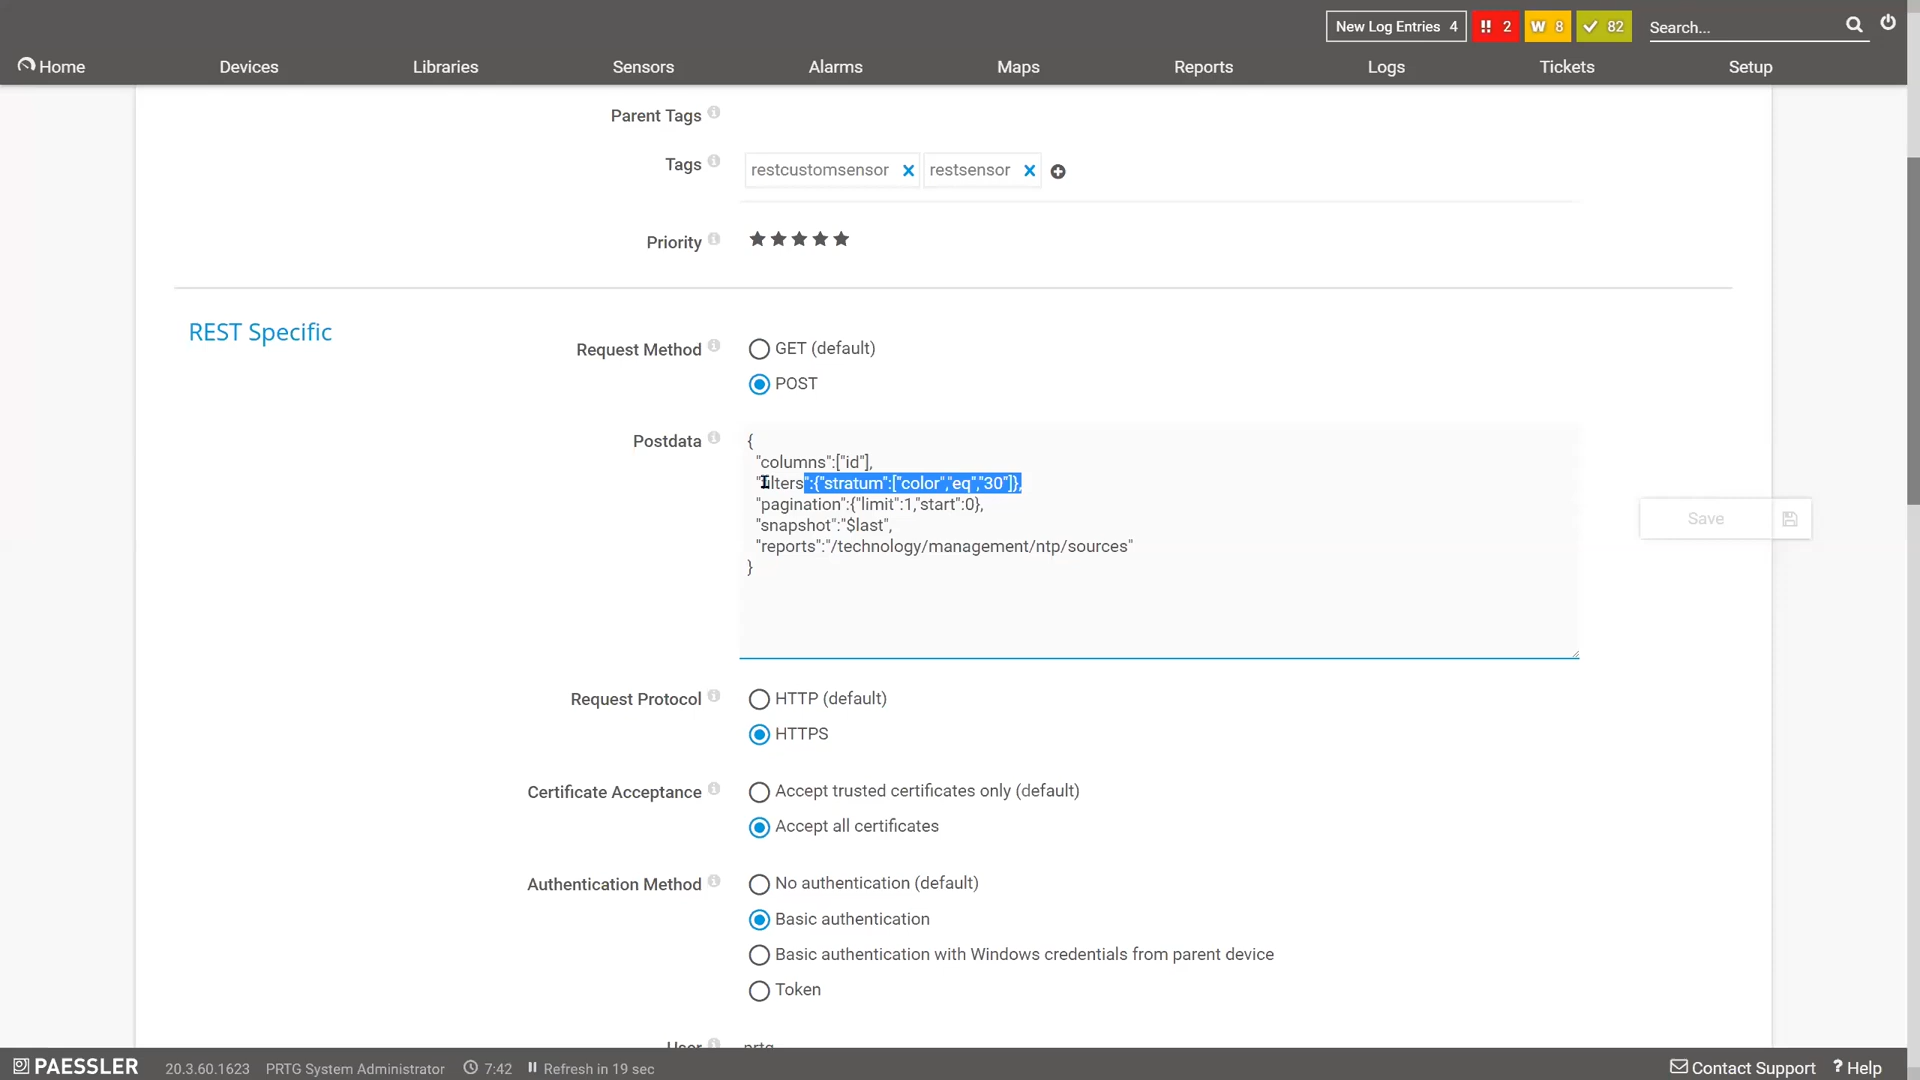 New Log Entries 4 !! 2 W 8 82 Search...
Home Devices Libraries Sensors Alarms Maps Reports Logs Tickets Setup
Parent Tags
Tags restcustomsensor restsensor
Priority
REST Specific
Request Method GET (default)
POST
Postdata {
"columns":["id"],
"filters":{"stratum":["color","eq","30"]},
"pagination":{"limit":1,"start":0},
"snapshot":"$last",
"reports":"/technology/management/ntp/sources"
}
Save
Request Protocol HTTP (default)
HTTPS
Certificate Acceptance Accept trusted certificates only (default)
Accept all certificates
Authentication Method No authentication (default)
Basic authentication
Basic authentication with Windows credentials from parent device
Token
User prtg
PAESSLER 20.3.60.1623 PRTG System Administrator 7:42 Refresh in 19 sec Contact Support ? Help